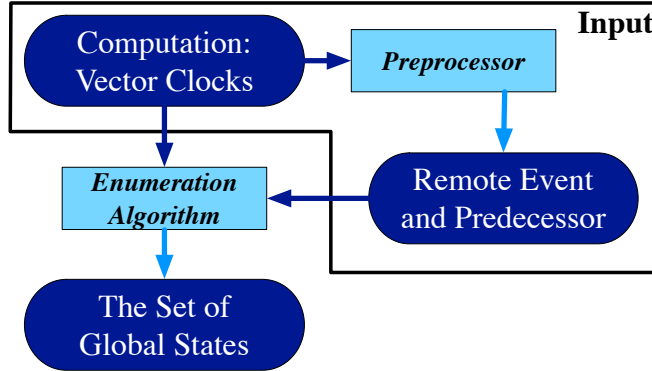 Input
Computation:
Vector Clocks
Preprocessor
Enumeration
Algorithm
Remote Event
and Predecessor
The Set of
Global States